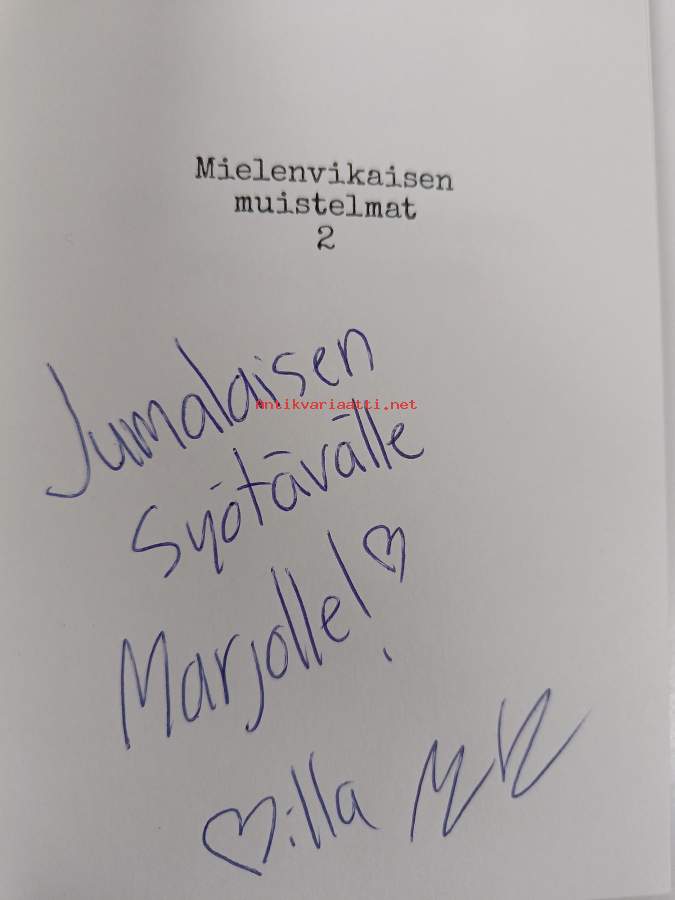 Mielenvikaisen
muistelmat
2
Jumalaisen
Antikvariaatti.net
Syötävälle
Marjolle! ♡
♡illa